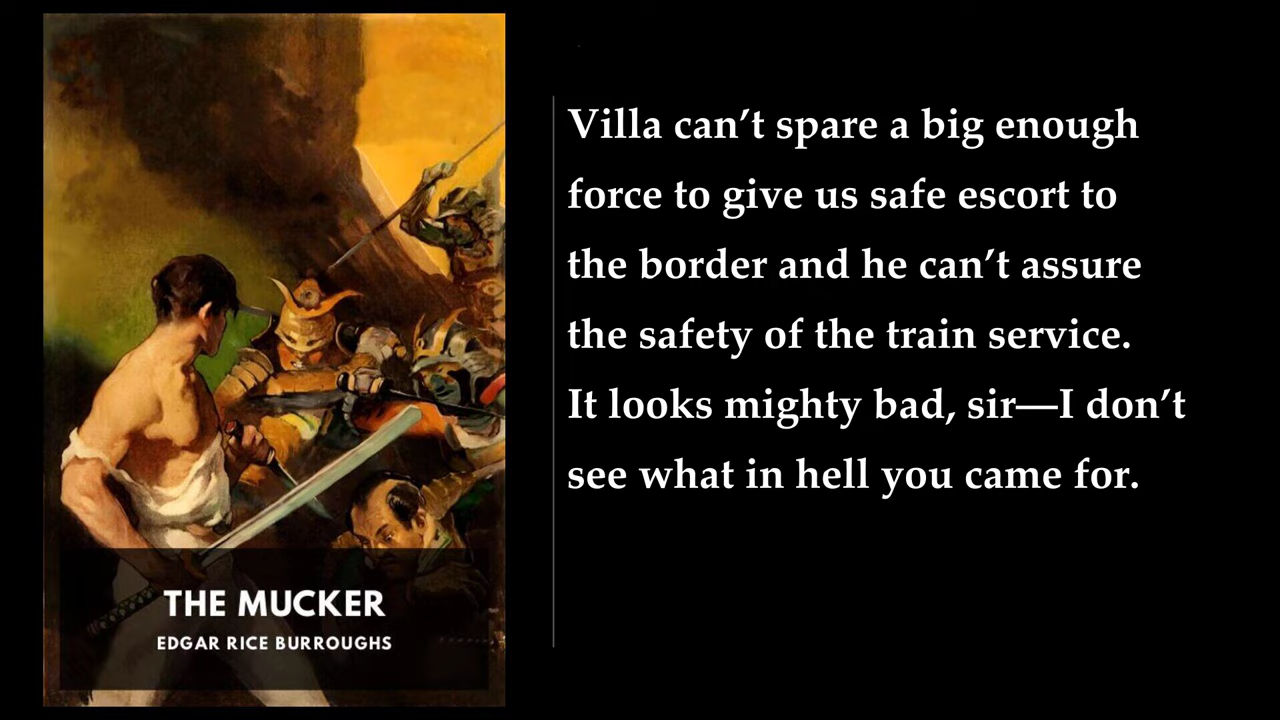 Villa can’t spare a big enough
force to give us safe escort to
the border and he can’t assure
the safety of the train service.
It looks mighty bad, sir—I don’t
see what in hell you came for.
THE MUCKER
EDGAR RICE BURROUGHS